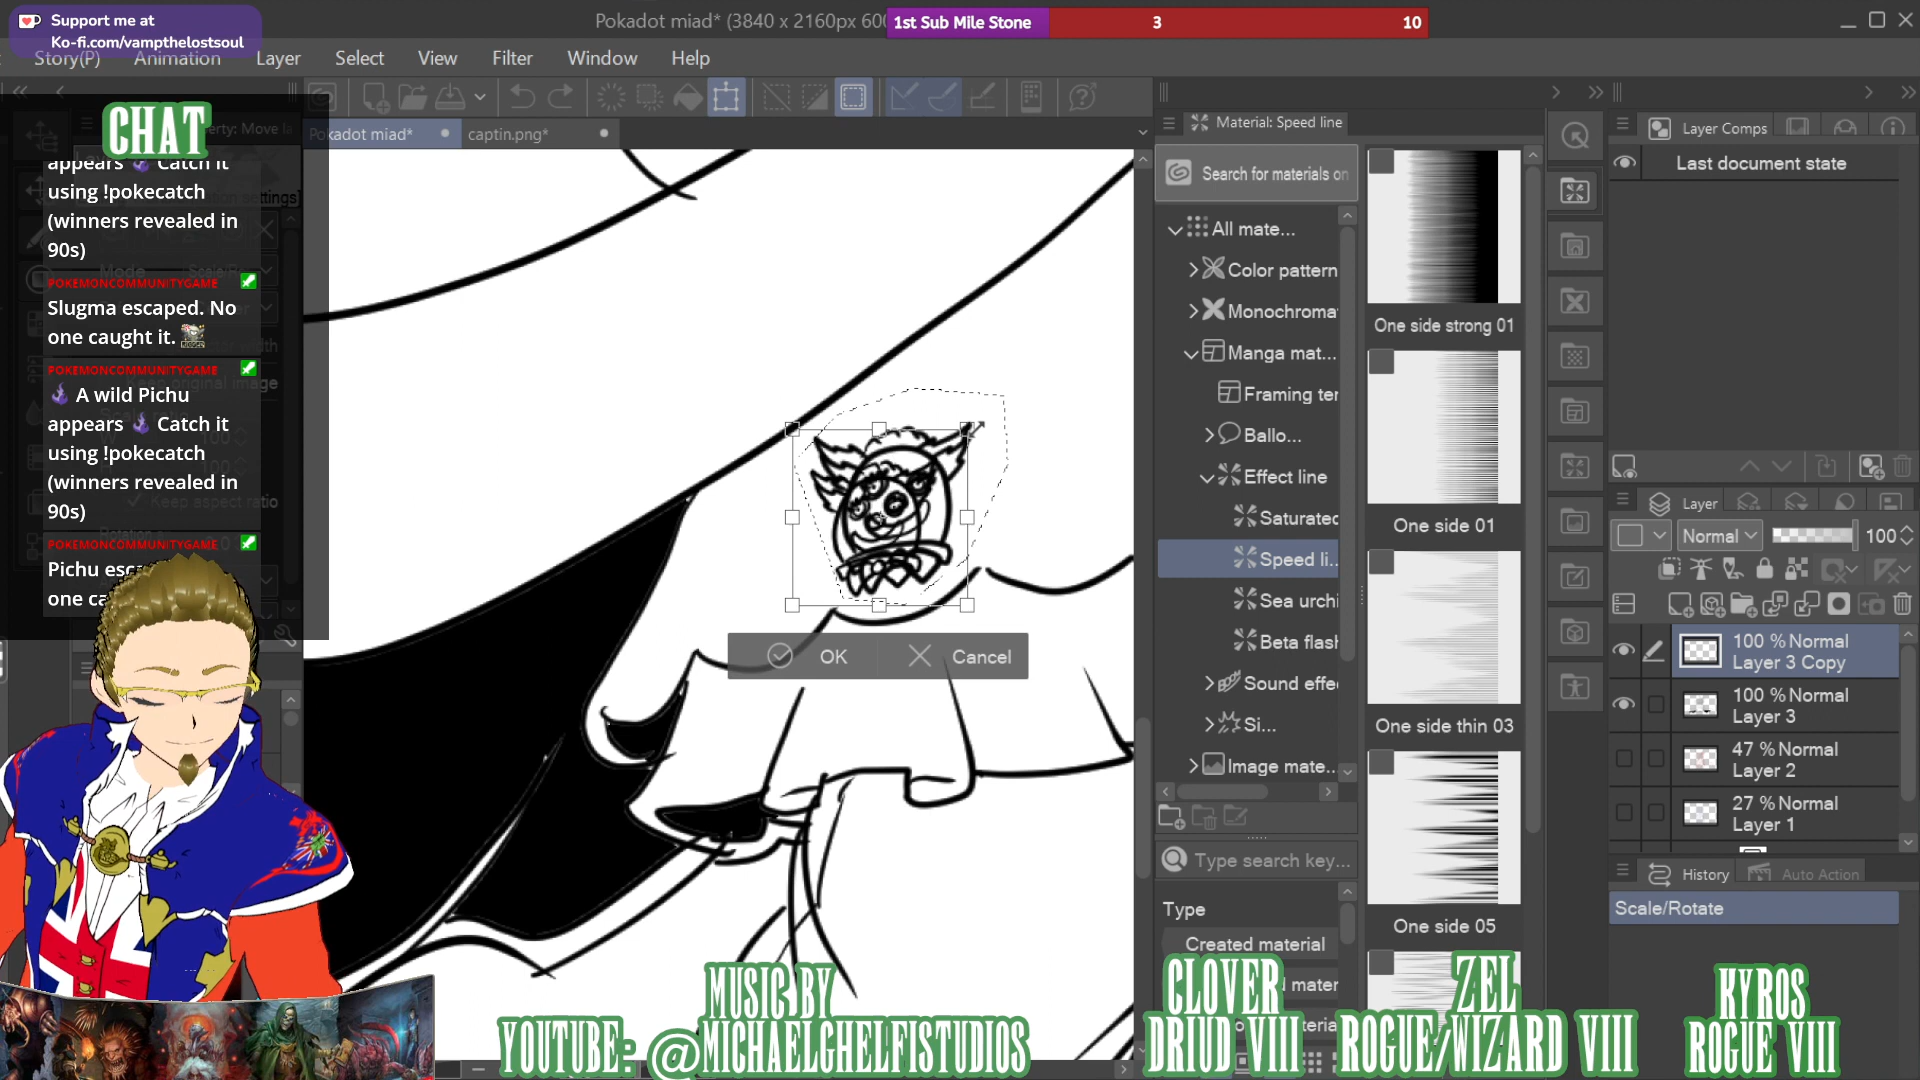 Support me at
Ko-fi.com/vampthelostsoul
Pokadot miad* (3840 x 2160px 600
1st Sub Mile Stone
3
10
Story(P)
Animation
Layer
Select
View
Filter
Window
Help
CHAT
appears Catch it
using !pokecatch
(winners revealed in
90s)
POKEMONCOMMUNITYGAME
Slugma escaped. No
one caught it.
POKEMONCOMMUNITYGAME
A wild Pichu
appears Catch it
using !pokecatch
(winners revealed in
90s)
POKEMONCOMMUNITYGAME
Pichu esc
one ca
Pokadot miad*
captin.png*
OK
Cancel
Material: Speed line
Search for materials on
All mate...
Color pattern
Monochroma
Manga mat...
Framing ter
Ballo...
Effect line
Saturated
Speed li..
Sea urchi
Beta flash
Sound effe
Si...
Image mate..
Type search key...
Type
Created material
One side strong 01
One side 01
One side thin 03
One side 05
Layer Comps
Last document state
Layer
Normal
100
100 % Normal
Layer 3 Copy
100 % Normal
Layer 3
47 % Normal
Layer 2
27 % Normal
Layer 1
History
Auto Action
Scale/Rotate
MUSIC BY
YOUTUBE: @MICHAELGHELFISTUDIOS
CLOVER
DRIUD VIII
ZEL
ROGUE/WIZARD VIII
KYROS
ROGUE VIII